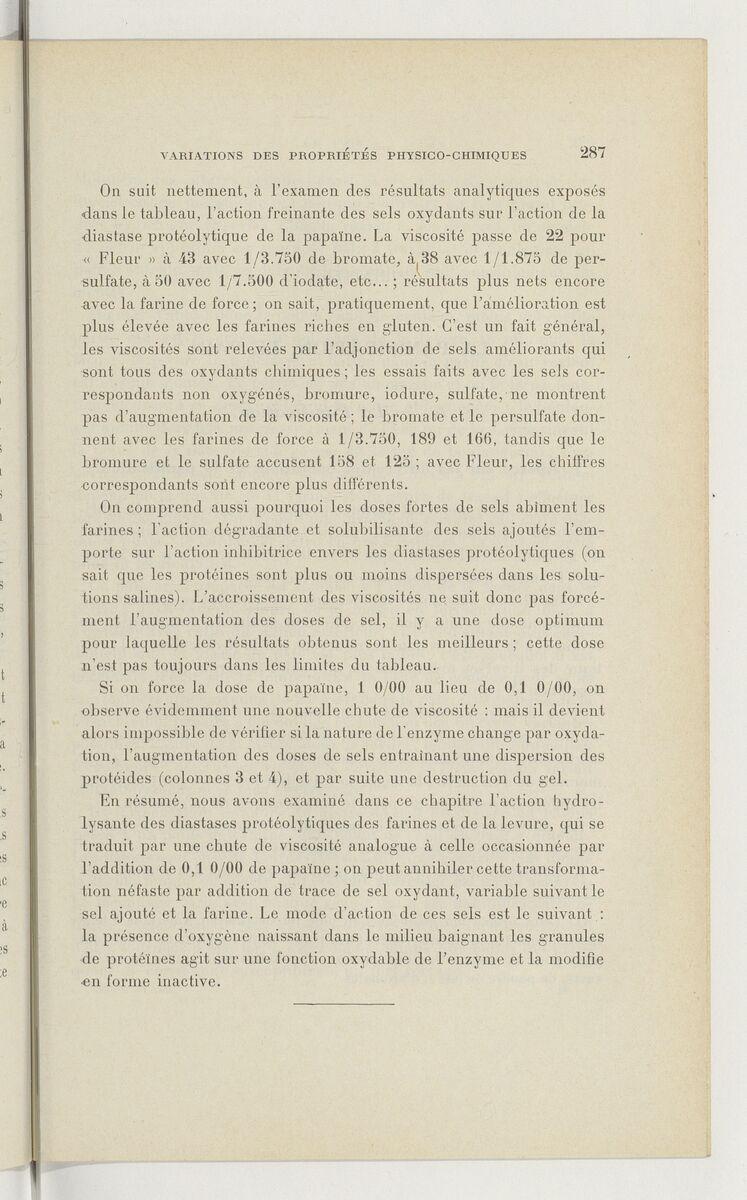 VARIATIONS DES PROPRIÉTÉS PHYSICO-CHIMIQUES 287
On suit nettement, à l'examen des résultats analytiques exposés
dans le tableau, l'action freinante des sels oxydants sur l'action de la
diastase protéolytique de la papaïne. La viscosité passe de 22 pour
« Fleur » à 43 avec 1/3.750 de bromate, à 38 avec 1/1.875 de per-
sulfate, à 50 avec 1/7.500 d'iodate, etc... ; résultats plus nets encore
avec la farine de force ; on sait, pratiquement, que l'amélioration est
plus élevée avec les farines riches en gluten. C'est un fait général,
les viscosités sont relevées par l'adjonction de sels améliorants qui
sont tous des oxydants chimiques ; les essais faits avec les sels cor-
respondants non oxygénés, bromure, iodure, sulfate, ne montrent
pas d'augmentation de la viscosité ; le bromate et le persulfate don-
nent avec les farines de force à 1/3.750, 189 et 166, tandis que le
bromure et le sulfate accusent 158 et 125 ; avec Fleur, les chiffres
correspondants sont encore plus différents.
On comprend aussi pourquoi les doses fortes de sels abîment les
farines ; l'action dégradante et solubilisante des sels ajoutés l'em-
porte sur l'action inhibitrice envers les diastases protéolytiques (on
sait que les protéines sont plus ou moins dispersées dans les solu-
tions salines). L'accroissement des viscosités ne suit donc pas forcé-
ment l'augmentation des doses de sel, il y a une dose optimum
pour laquelle les résultats obtenus sont les meilleurs ; cette dose
n'est pas toujours dans les limites du tableau.
Si on force la dose de papaïne, 1 0/00 au lieu de 0,1 0/00, on
observe évidemment une nouvelle chute de viscosité : mais il devient
alors impossible de vérifier si la nature de l'enzyme change par oxyda-
tion, l'augmentation des doses de sels entraînant une dispersion des
protéides (colonnes 3 et 4), et par suite une destruction du gel.
En résumé, nous avons examiné dans ce chapitre l'action hydro-
lysante des diastases protéolytiques des farines et de la levure, qui se
traduit par une chute de viscosité analogue à celle occasionnée par
l'addition de 0,1 0/00 de papaïne ; on peut annihiler cette transforma-
tion néfaste par addition de trace de sel oxydant, variable suivant le
sel ajouté et la farine. Le mode d'action de ces sels est le suivant :
la présence d'oxygène naissant dans le milieu baignant les granules
de protéïnes agit sur une fonction oxydable de l'enzyme et la modifie
en forme inactive.